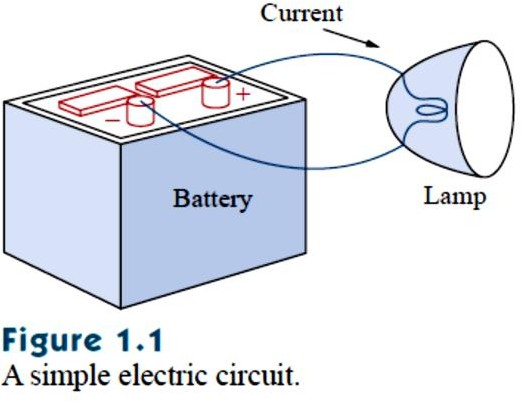 Current
+
−
Battery
Lamp
Figure 1.1
A simple electric circuit.